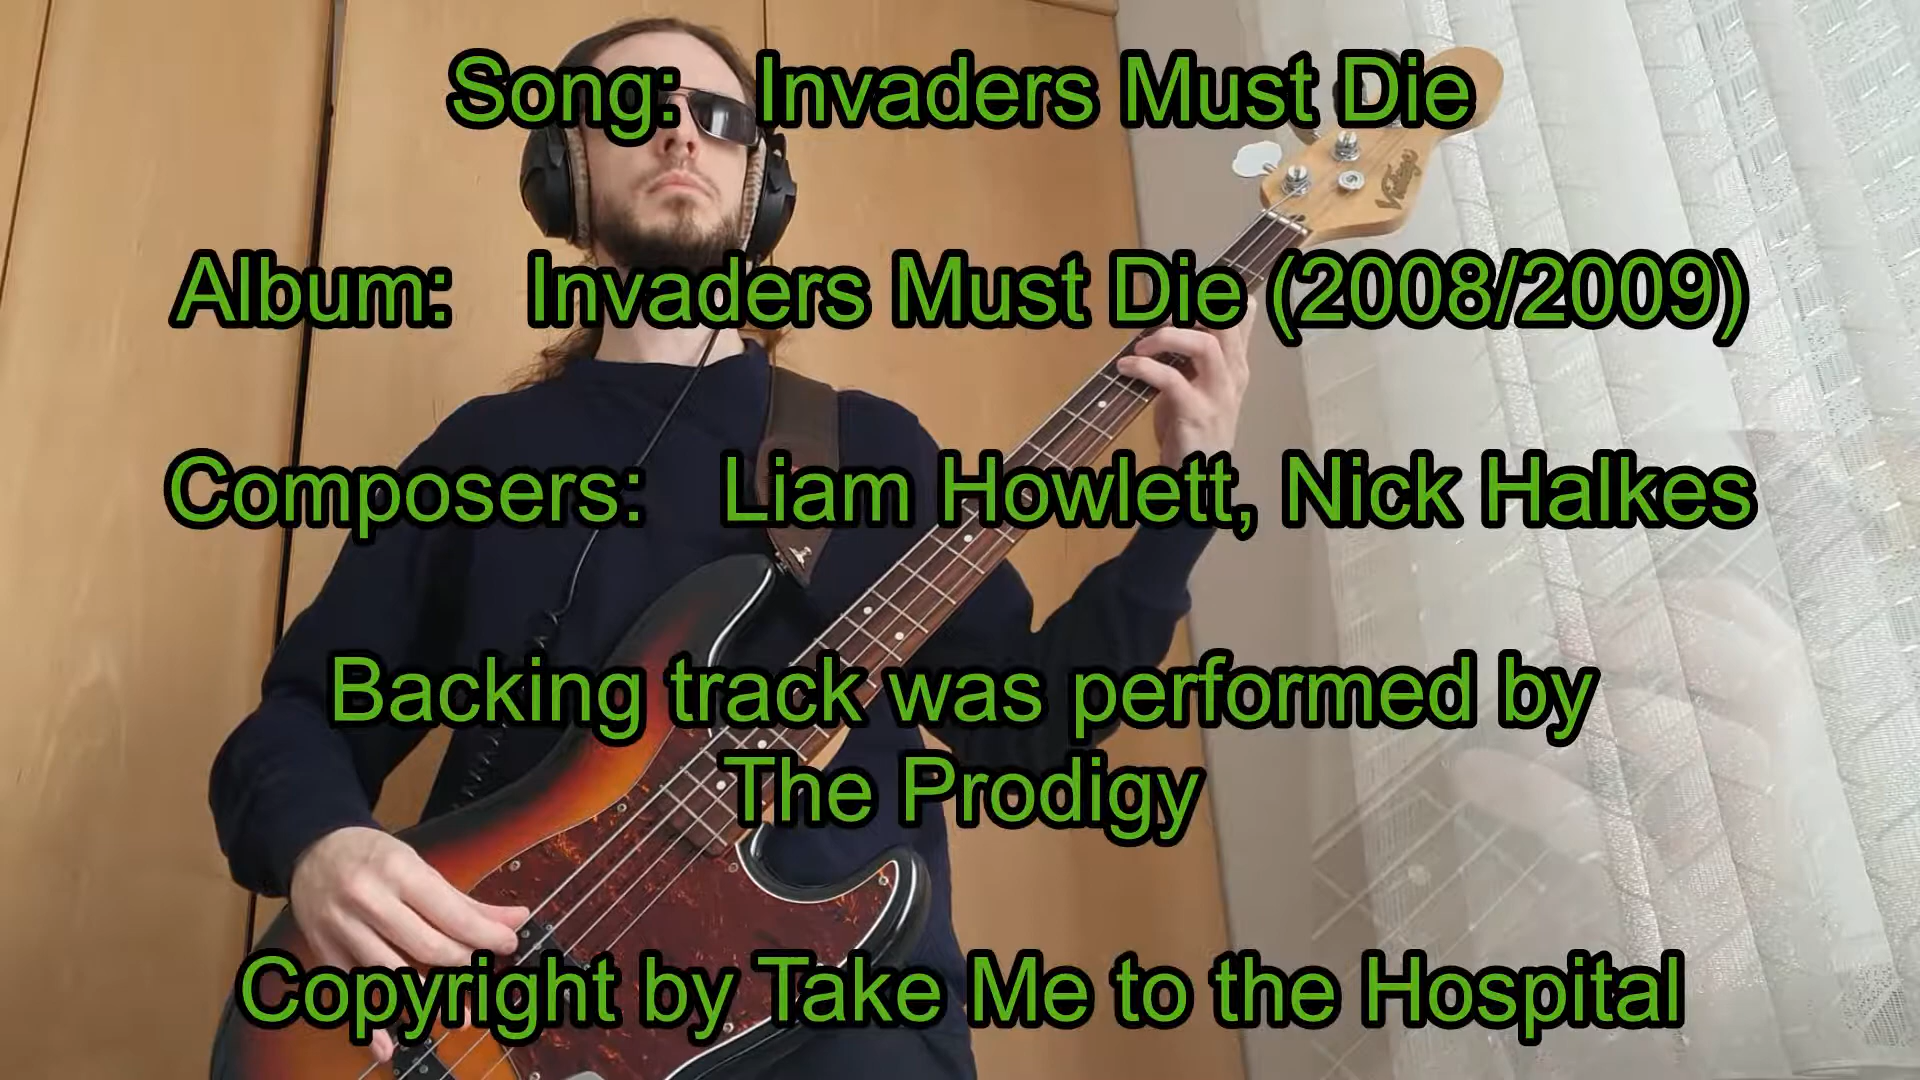 Song: Invaders Must Die
Vintage
Album: Invaders Must Die (2008/2009)
Composers: Liam Howlett, Nick Halkes
Backing track was performed by
The Prodigy
Copyright by Take Me to the Hospital